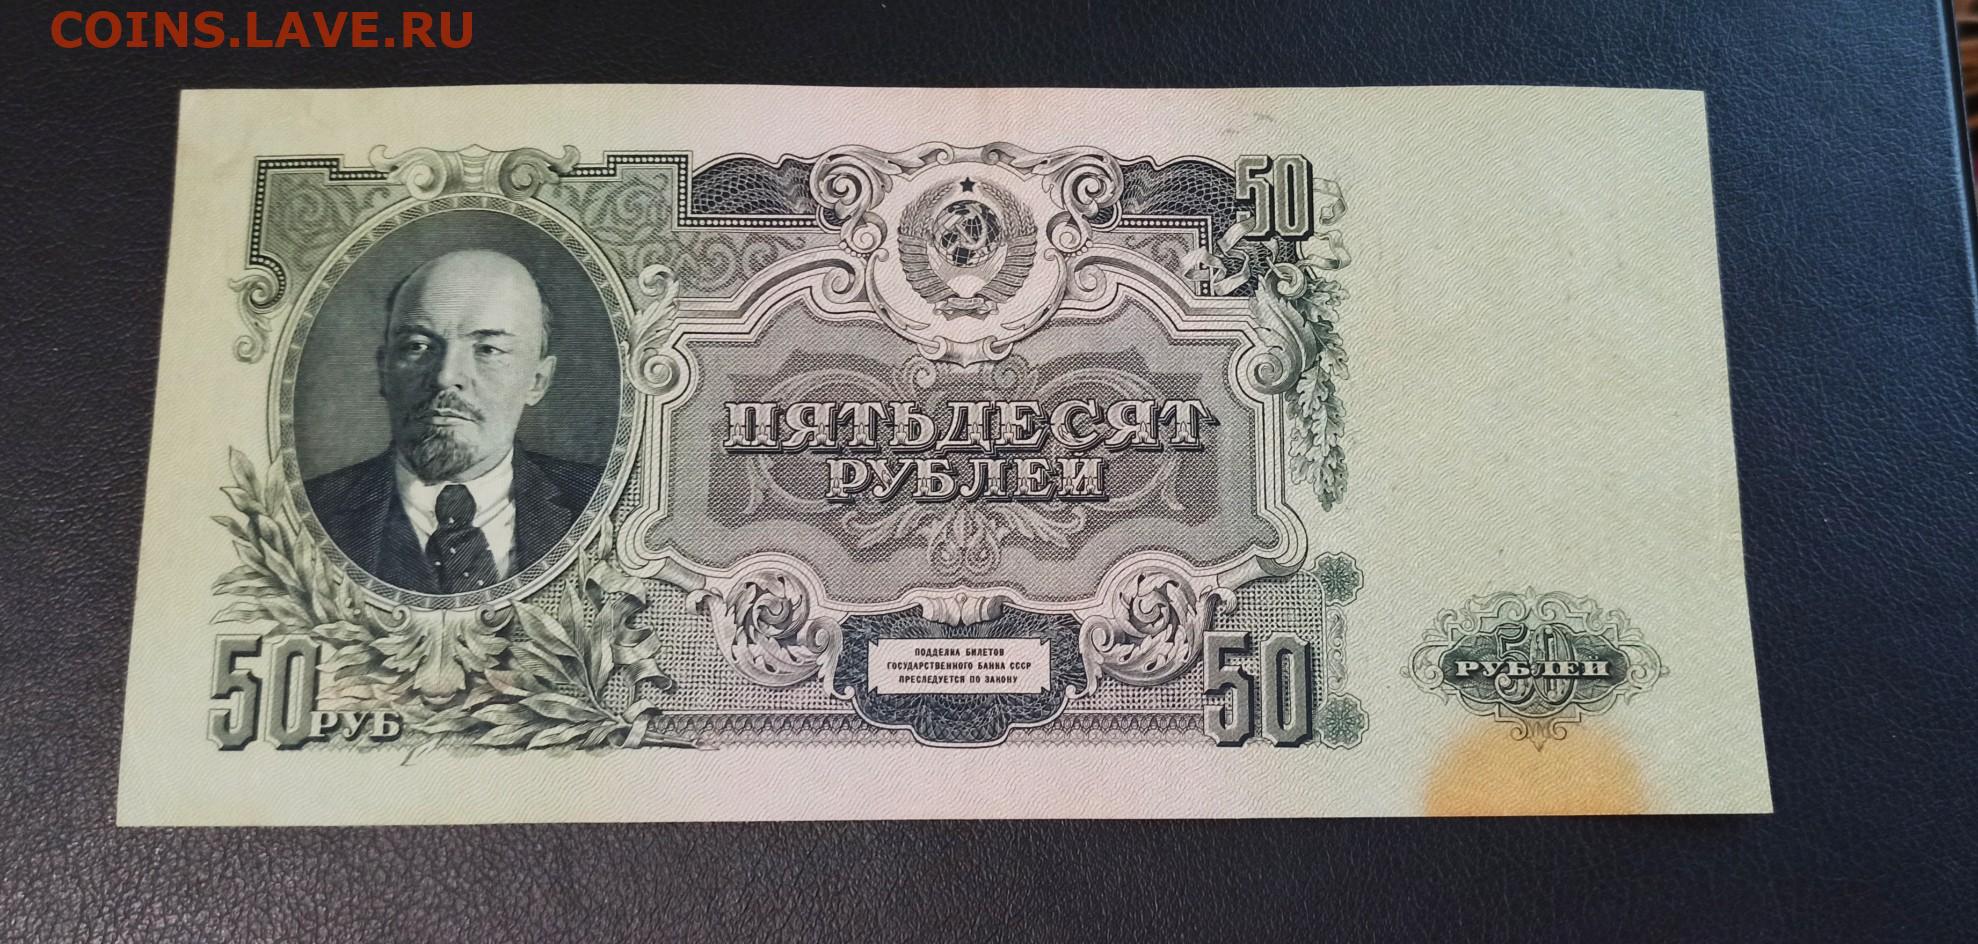 COINS.LAVE.RU
50
ПЯТЬДЕСЯТ
РУБЛЕЙ
ПОДДЕЛКА БИЛЕТОВ
ГОСУДАРСТВЕННОГО БАНКА СССР
ПРЕСЛЕДУЕТСЯ ПО ЗАКОНУ
50 РУБ
50
50
РУБЛЕЙ